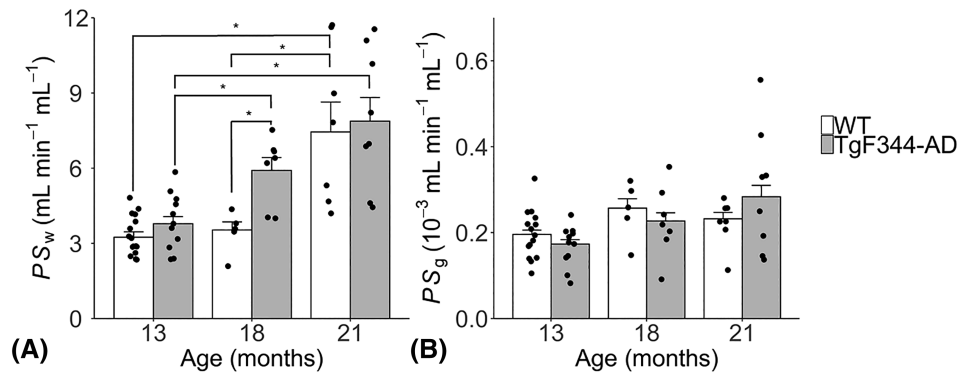 12
9
6
3
0
PSw (mL min−1 mL−1)
*
*
*
*
*
13 18 21
Age (months)
(A)
0.6
0.4
0.2
0.0
PSg (10−3 mL min−1 mL−1)
13 18 21
Age (months)
(B)
WT
TgF344-AD